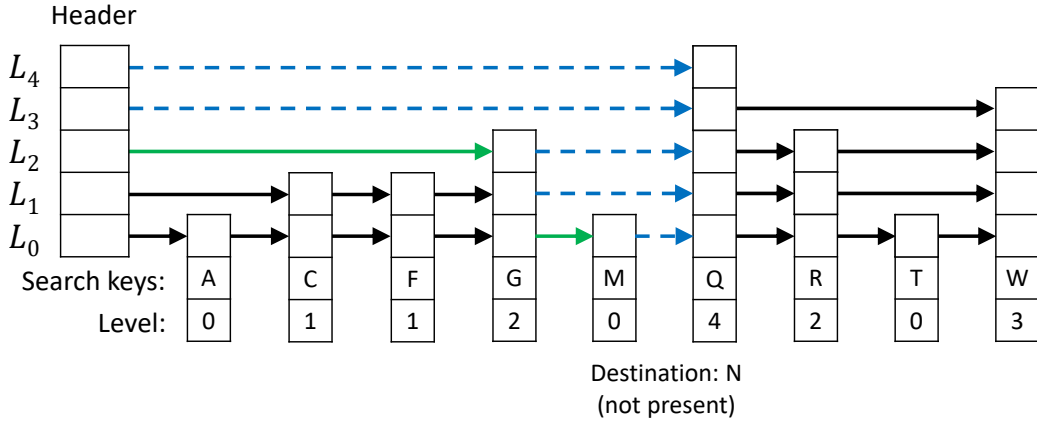 Header
L₄
L₃
L₂
L₁
L₀
Search keys: A C F G M Q R T W
Level: 0 1 1 2 0 4 2 0 3
Destination: N
(not present)